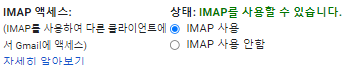 IMAP 액세스:
(IMAP를 사용하여 다른 클라이언트에
서 Gmail에 액세스)
자세히 알아보기
상태: IMAP를 사용할 수 있습니다.
IMAP 사용
IMAP 사용 안함